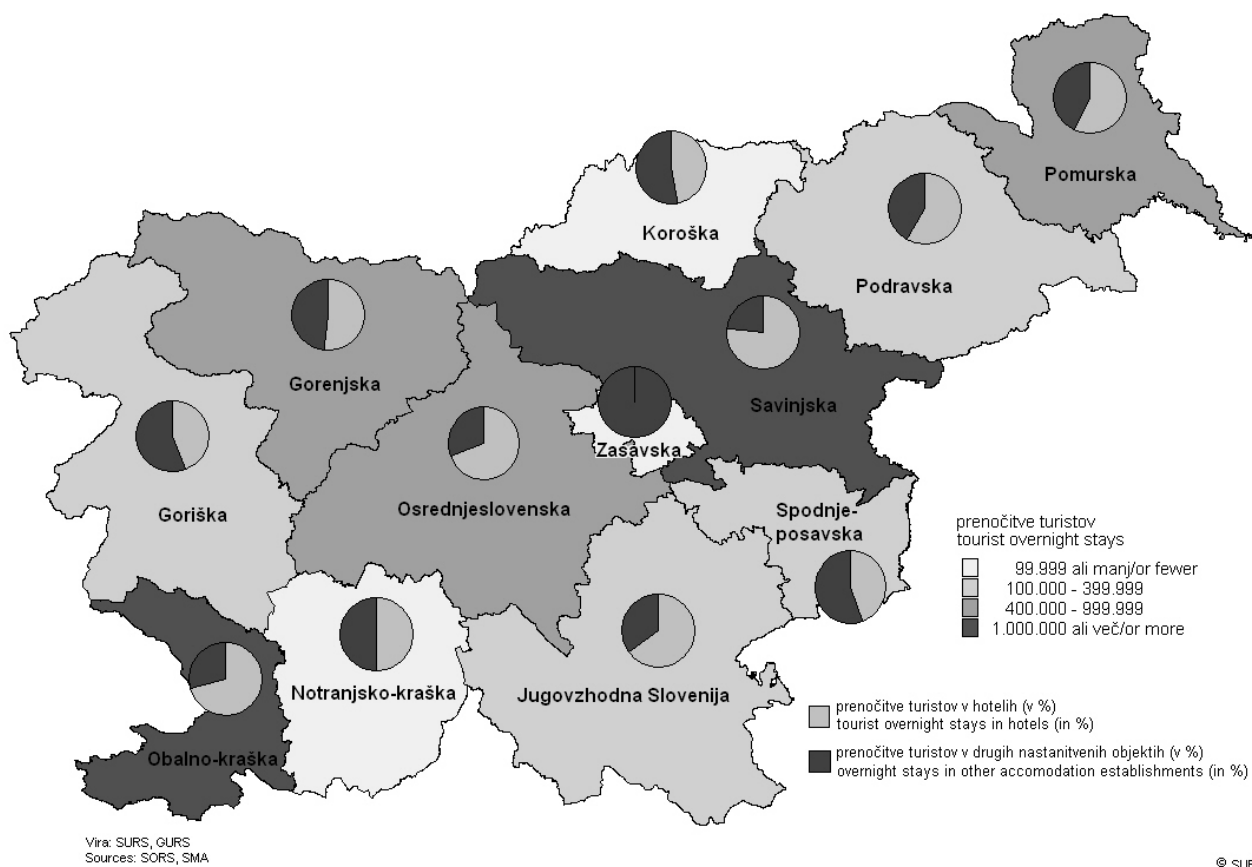 Pomurska
Koroška
Podravska
Gorenjska
Savinjska
Zasavska
Goriška
Osrednjeslovenska
Spodnje-
posavska
Notranjsko-kraška
Jugovzhodna Slovenija
Obalno-kraška
prenočitve turistov
tourist overnight stays
99.999 ali manj/or fewer
100.000 - 399.999
400.000 - 999.999
1.000.000 ali več/or more
prenočitve turistov v hotelih (v %)
tourist overnight stays in hotels (in %)
prenočitve turistov v drugih nastanitvenih objektih (v %)
overnight stays in other accomodation establishments (in %)
Vira: SURS, GURS
Sources: SORS, SMA
© SUR